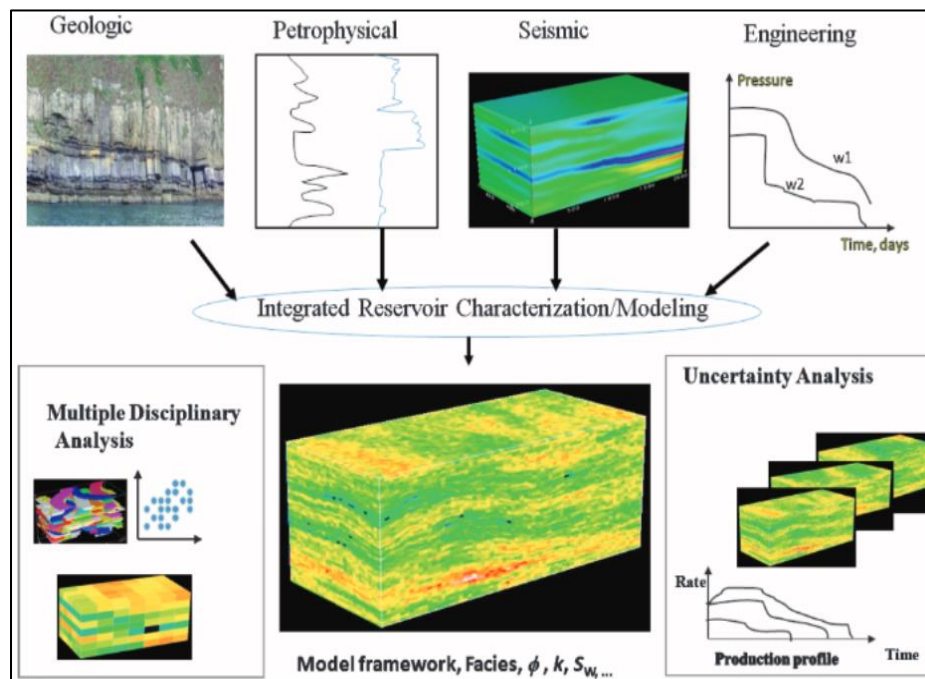 Geologic
Petrophysical
Seismic
Engineering
Pressure
w1
w2
Time, days
Integrated Reservoir Characterization/Modeling
Multiple Disciplinary
Analysis
Uncertainty Analysis
Rate
Time
Production profile
Model framework, Facies, ϕ , k, Sw, ...